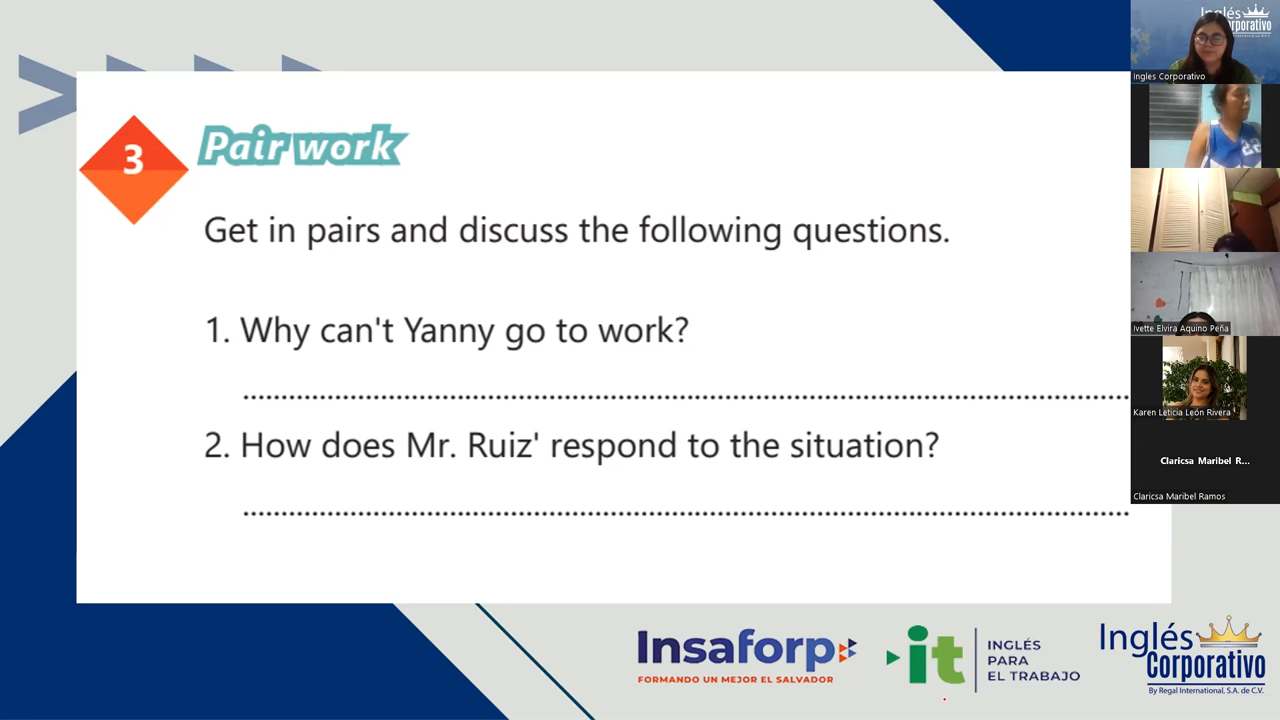 3
Pair work
Get in pairs and discuss the following questions.
1. Why can't Yanny go to work?
2. How does Mr. Ruiz' respond to the situation?
Insaforp
FORMANDO UN MEJOR EL SALVADOR
it
INGLÉS
PARA
EL TRABAJO
Inglés
Corporativo
By Regal International, S.A. de C.V.
Inglés
Corporativo
Ingles Corporativo
22
Ivette Elvira Aquino Peña
Karen Leticia León Rivera
Claricsa Maribel R...
Claricsa Maribel Ramos